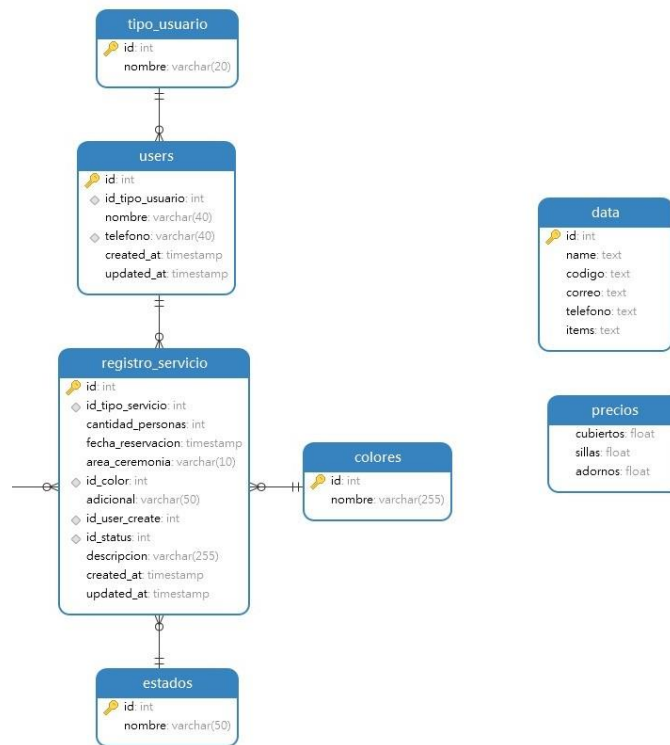 tipo_usuario
id: int
nombre: varchar(20)
users
id: int
id_tipo_usuario: int
nombre: varchar(40)
telefono: varchar(40)
created_at: timestamp
updated_at: timestamp
data
id: int
name: text
codigo: text
correo: text
telefono: text
items: text
registro_servicio
id: int
id_tipo_servicio: int
cantidad_personas: int
fecha_reservacion: timestamp
area_ceremonia: varchar(10)
id_color: int
adicional: varchar(50)
id_user_create: int
id_status: int
descripcion: varchar(255)
created_at: timestamp
updated_at: timestamp
colores
id: int
nombre: varchar(255)
precios
cubiertos: float
sillas: float
adornos: float
estados
id: int
nombre: varchar(50)